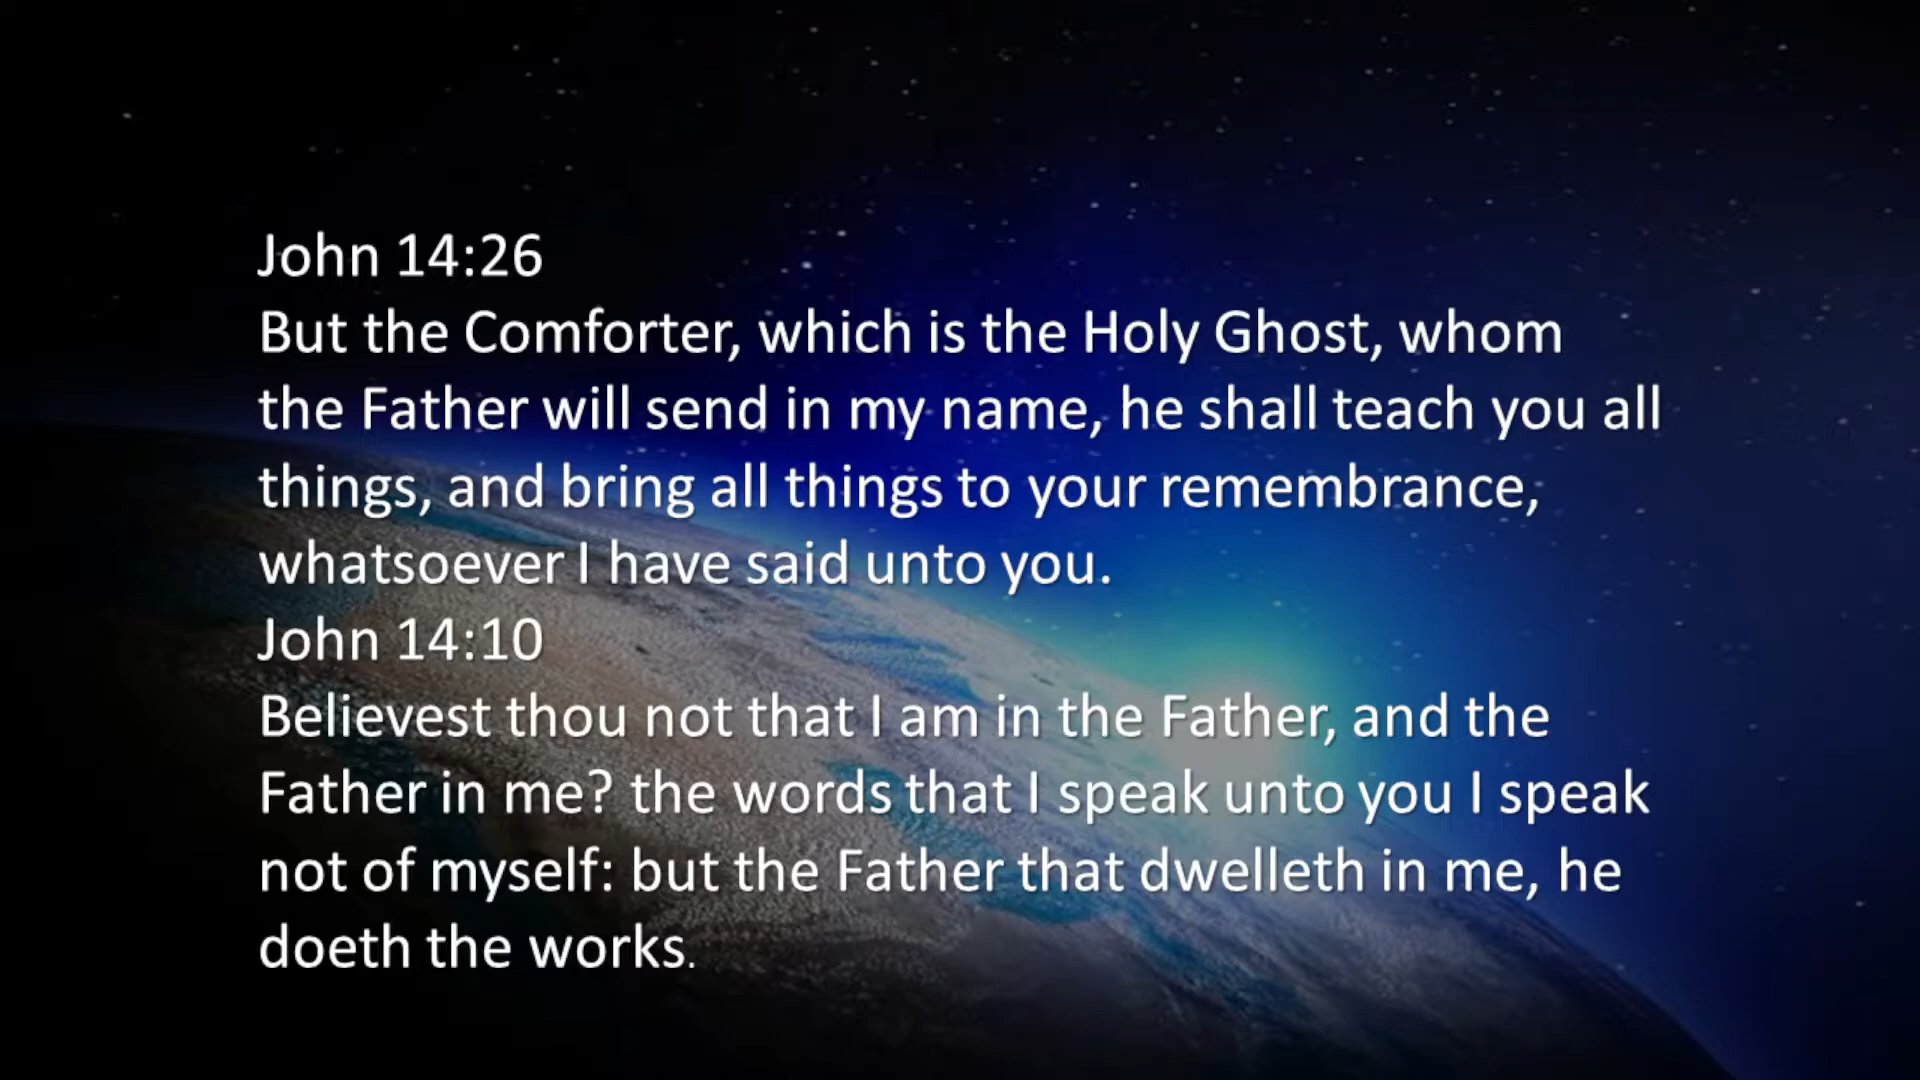 John 14:26
But the Comforter, which is the Holy Ghost, whom
the Father will send in my name, he shall teach you all
things, and bring all things to your remembrance,
whatsoever I have said unto you.
John 14:10
Believest thou not that I am in the Father, and the
Father in me? the words that I speak unto you I speak
not of myself: but the Father that dwelleth in me, he
doeth the works.